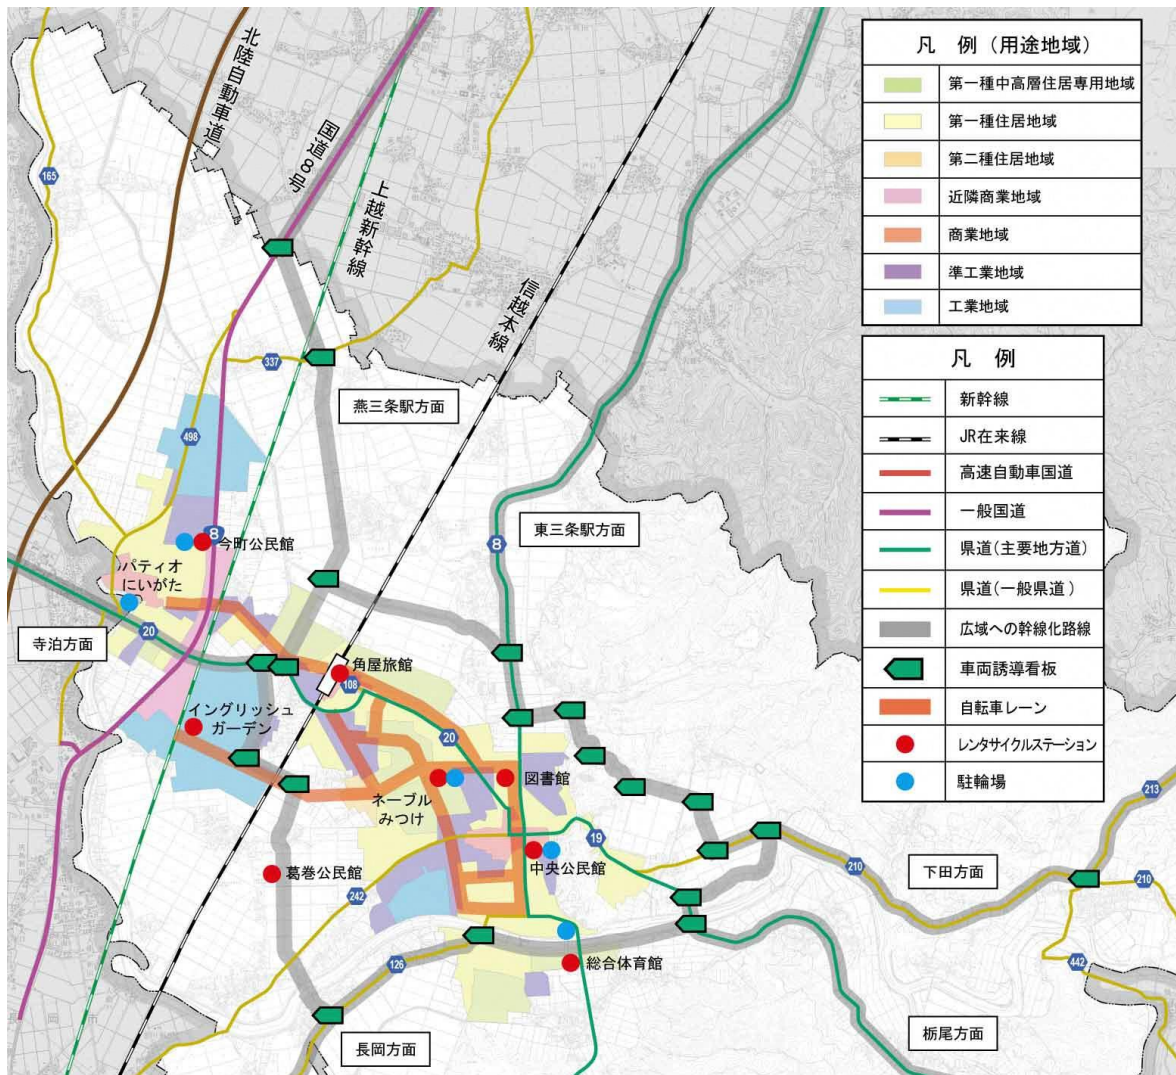 北陸自動車道
国道8号
上越新幹線
信越本線
165
337
498
燕三条駅方面
東三条駅方面
8
8
今町公民館
パティオ
にいがた
20
寺泊方面
角屋旅館
108
イングリッシュ
ガーデン
20
図書館
ネーブル
みつけ
19
中央公民館
葛巻公民館
242
210
213
下田方面
210
126
総合体育館
442
長岡方面
栃尾方面
凡 例（用途地域）
第一種中高層住居専用地域
第一種住居地域
第二種住居地域
近隣商業地域
商業地域
準工業地域
工業地域
凡 例
新幹線
JR在来線
高速自動車国道
一般国道
県道(主要地方道)
県道(一般県道)
広域への幹線化路線
車両誘導看板
自転車レーン
レンタサイクルステーション
駐輪場